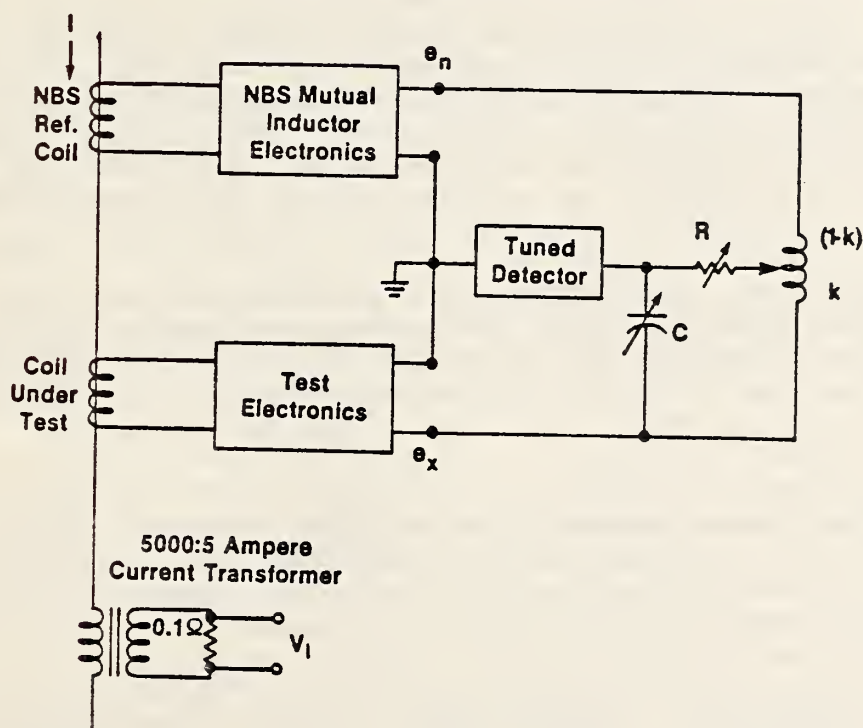 I
NBS
Ref.
Coil
NBS Mutual
Inductor
Electronics
e_n
Tuned
Detector
R
(1-k)
k
C
Coil
Under
Test
Test
Electronics
e_x
5000:5 Ampere
Current Transformer
0.1Ω
V_I